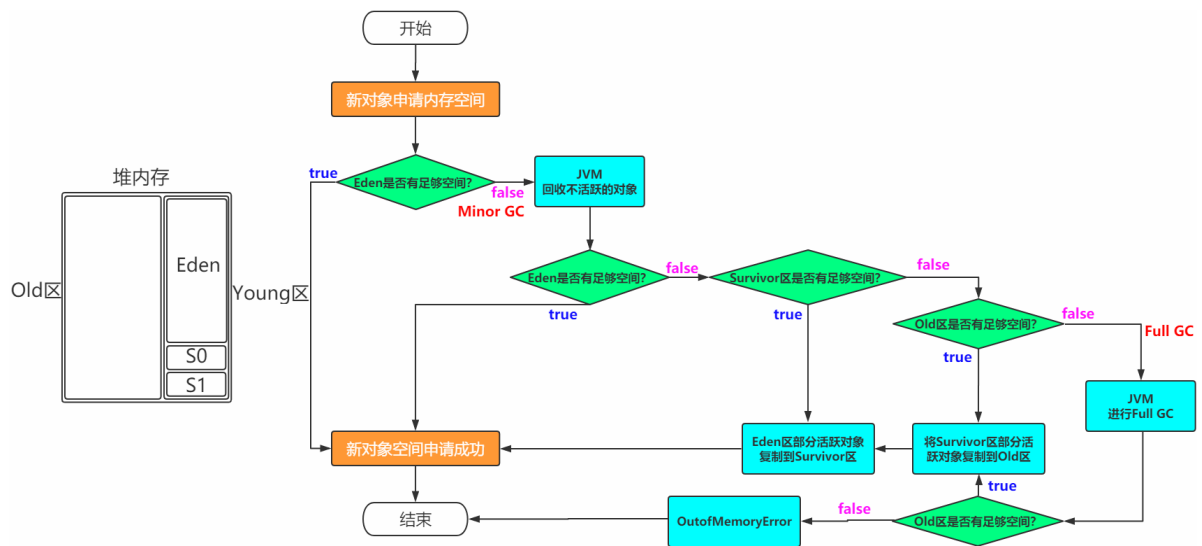 开始
新对象申请内存空间
Eden是否有足够空间?
true
false
Minor GC
JVM
回收不活跃的对象
堆内存
Old区
Eden
S0
S1
Young区
Eden是否有足够空间?
false
true
Survivor区是否有足够空间?
false
true
Old区是否有足够空间?
false
Full GC
true
JVM
进行Full GC
新对象空间申请成功
Eden区部分活跃对象
复制到Survivor区
将Survivor区部分活
跃对象复制到Old区
true
结束
OutofMemoryError
false
Old区是否有足够空间?